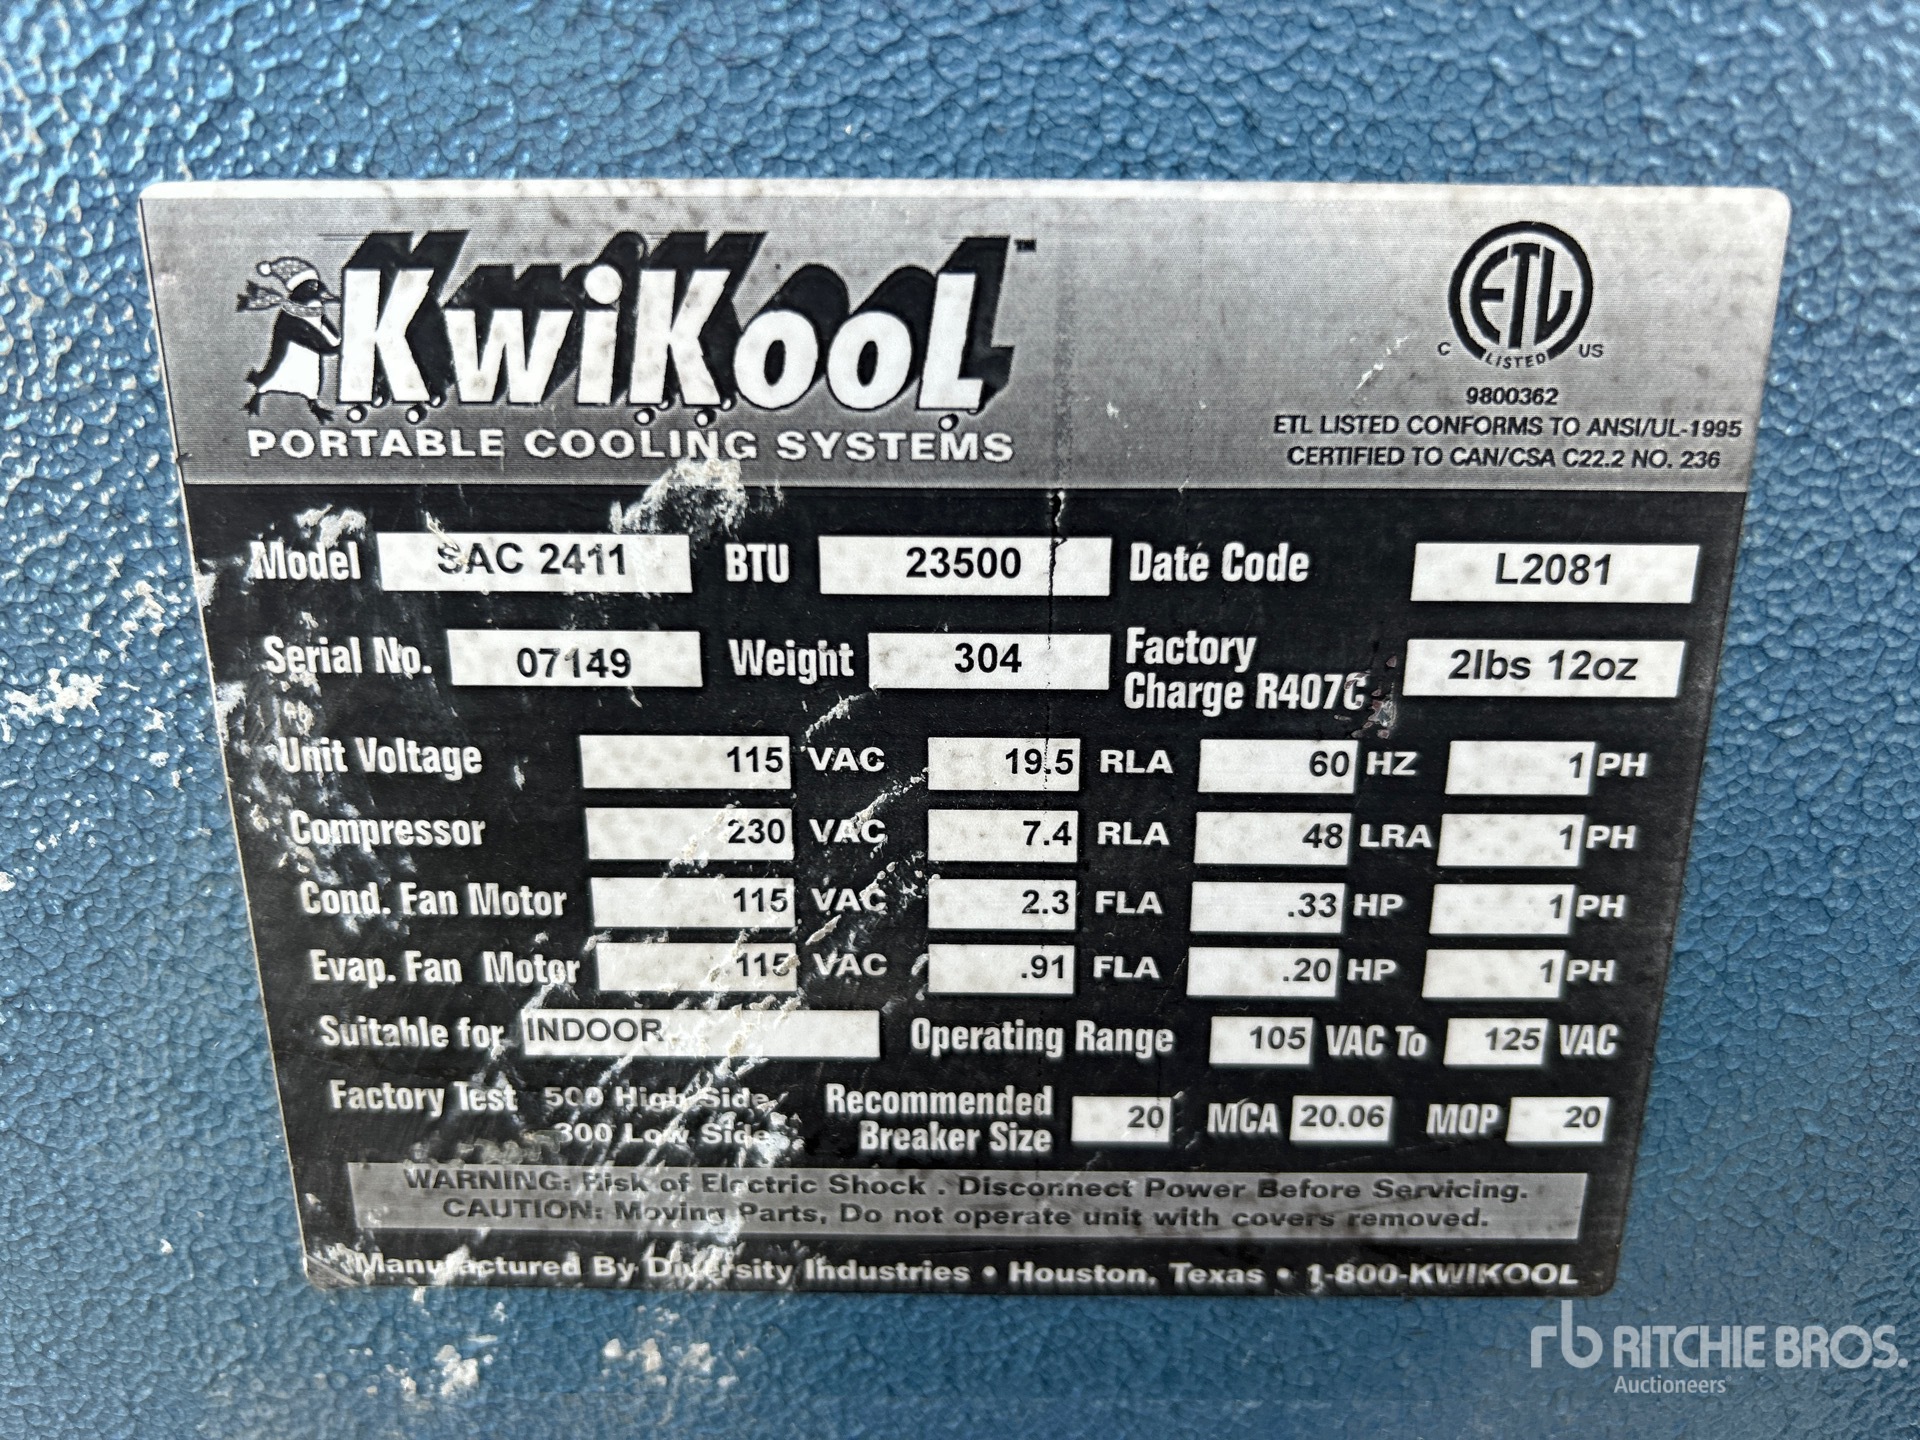 KwiKool™
PORTABLE COOLING SYSTEMS
ETL
LISTED
C US
9800362
ETL LISTED CONFORMS TO ANSI/UL-1995
CERTIFIED TO CAN/CSA C22.2 NO. 236
Model SAC 2411 BTU 23500 Date Code L2081
Serial No. 07149 Weight 304 Factory Charge R407C 2lbs 12oz
Unit Voltage 115 VAC 19.5 RLA 60 HZ 1 PH
Compressor 230 VAC 7.4 RLA 48 LRA 1 PH
Cond. Fan Motor 115 VAC 2.3 FLA .33 HP 1 PH
Evap. Fan Motor 115 VAC .91 FLA .20 HP 1 PH
Suitable for INDOOR Operating Range 105 VAC To 125 VAC
Factory Test 500 High Side
300 Low Side
Recommended Breaker Size 20 MCA 20.06 MOP 20
WARNING: Risk of Electric Shock . Disconnect Power Before Servicing.
CAUTION: Moving Parts, Do not operate unit with covers removed.
Manufactured By Diversity Industries • Houston, Texas • 1-800-KWIKOOL
rb RITCHIE BROS.
Auctioneers